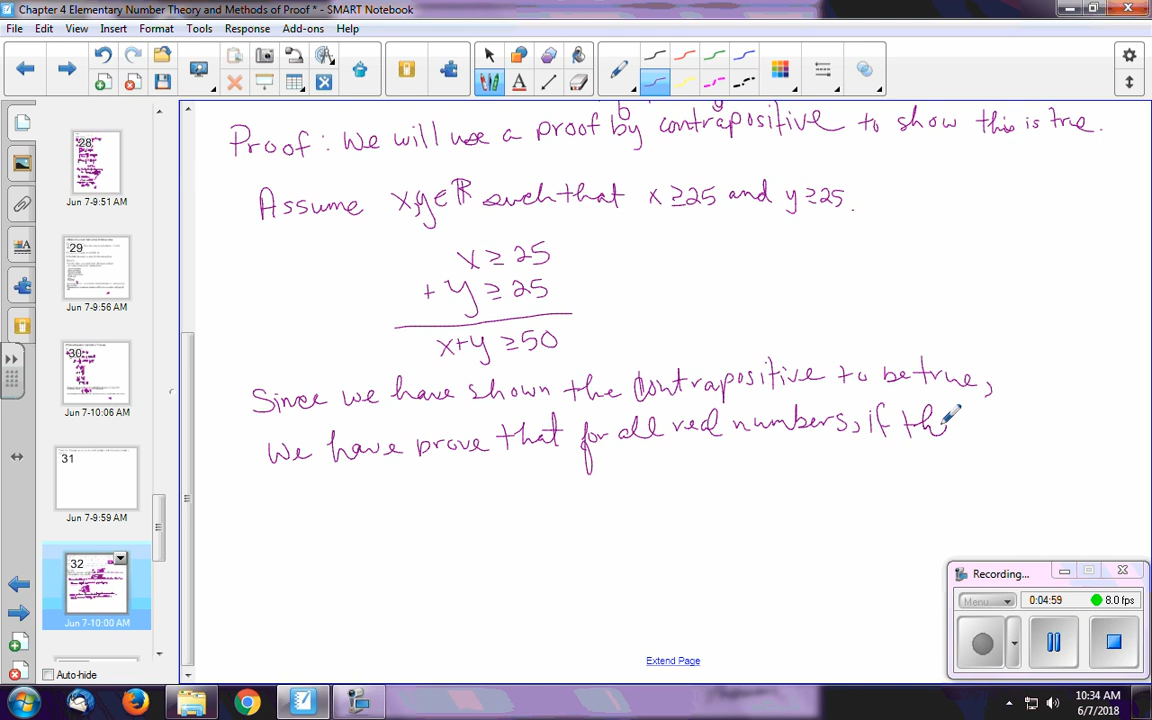 Chapter 4 Elementary Number Theory and Methods of Proof * - SMART Notebook
File Edit View Insert Format Tools Response Add-ons Help
28
Jun 7-9:51 AM
29
Jun 7-9:56 AM
30
Jun 7-10:06 AM
31
Jun 7-9:59 AM
32
Jun 7-10:00 AM
Auto-hide
Proof : We will use a proof by contrapositive to show this is true.
Assume x,y∈ℝ such that x ≥25 and y ≥25.
x ≥ 25
+ y ≥ 25
x+y ≥50
Since we have shown the contrapositive to be true,
We have prove that for all real numbers, if th
Extend Page
Recording...
Menu 0:04:59 8.0 fps
10:34 AM
6/7/2018